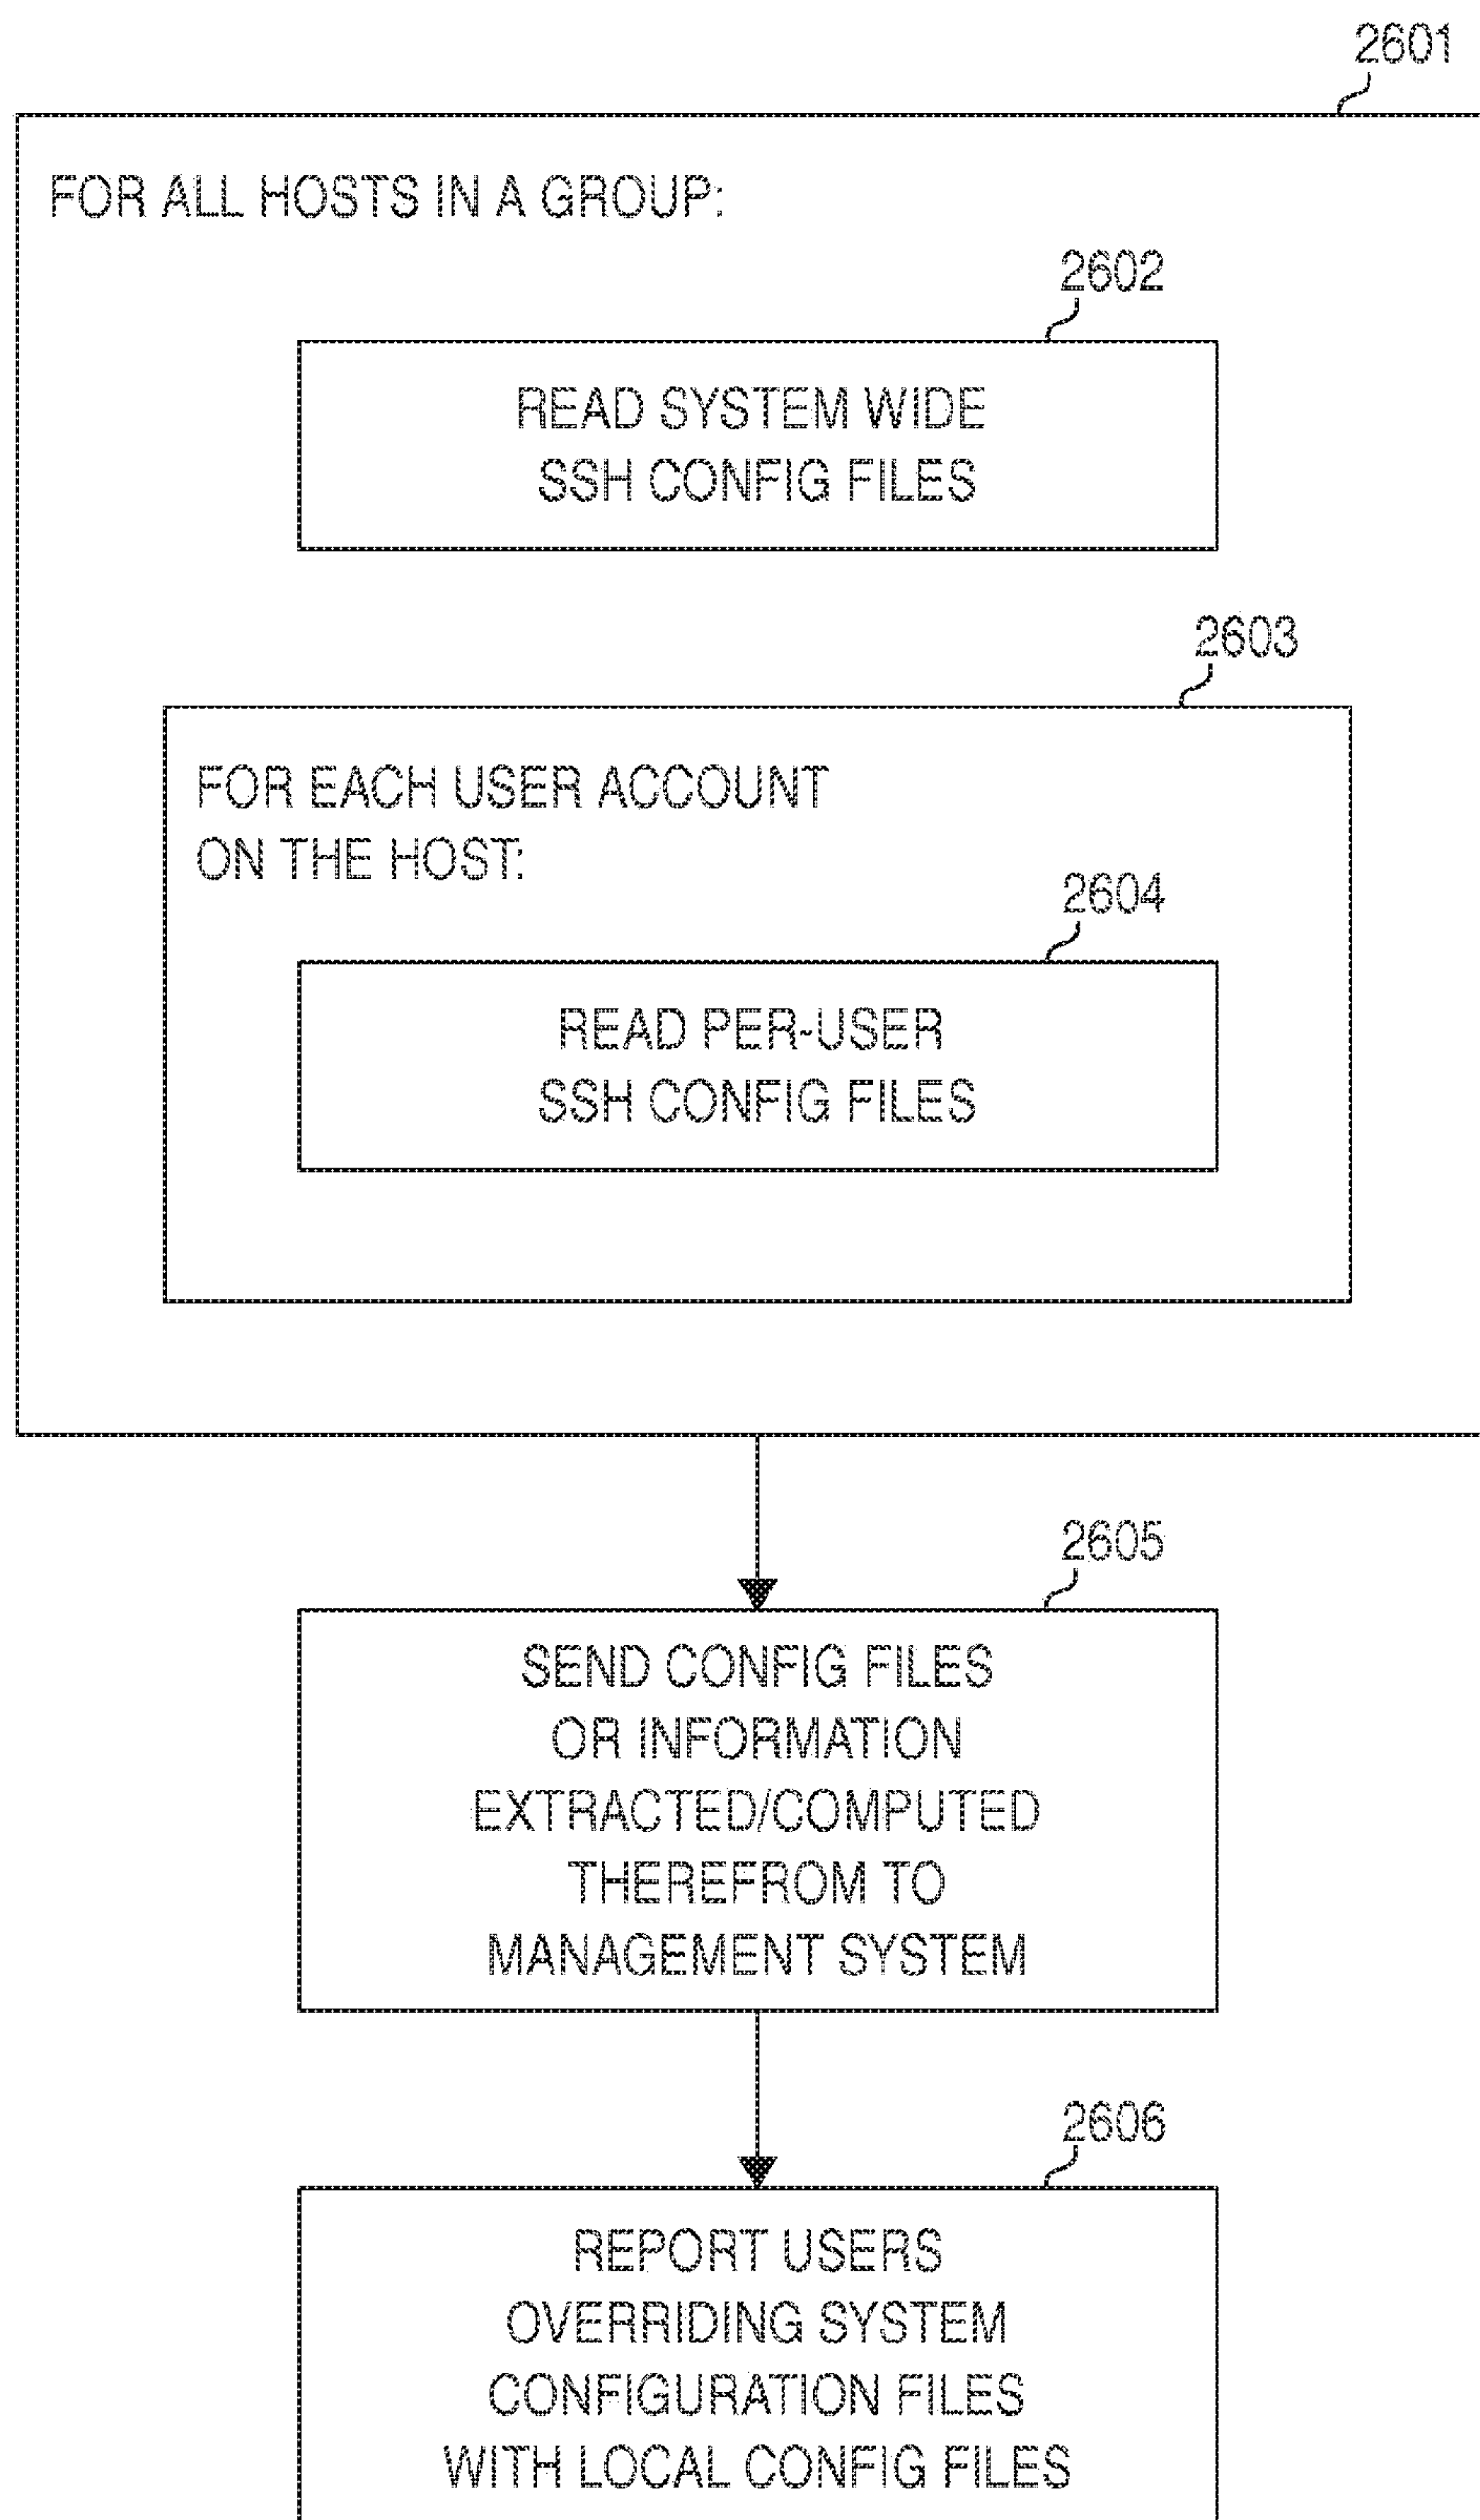 2601
FOR ALL HOSTS IN A GROUP:
2602
READ SYSTEM WIDE
SSH CONFIG FILES
2603
FOR EACH USER ACCOUNT
ON THE HOST:
2604
READ PER-USER
SSH CONFIG FILES
2605
SEND CONFIG FILES
OR INFORMATION
EXTRACTED/COMPUTED
THEREFROM TO
MANAGEMENT SYSTEM
2606
REPORT USERS
OVERRIDING SYSTEM
CONFIGURATION FILES
WITH LOCAL CONFIG FILES